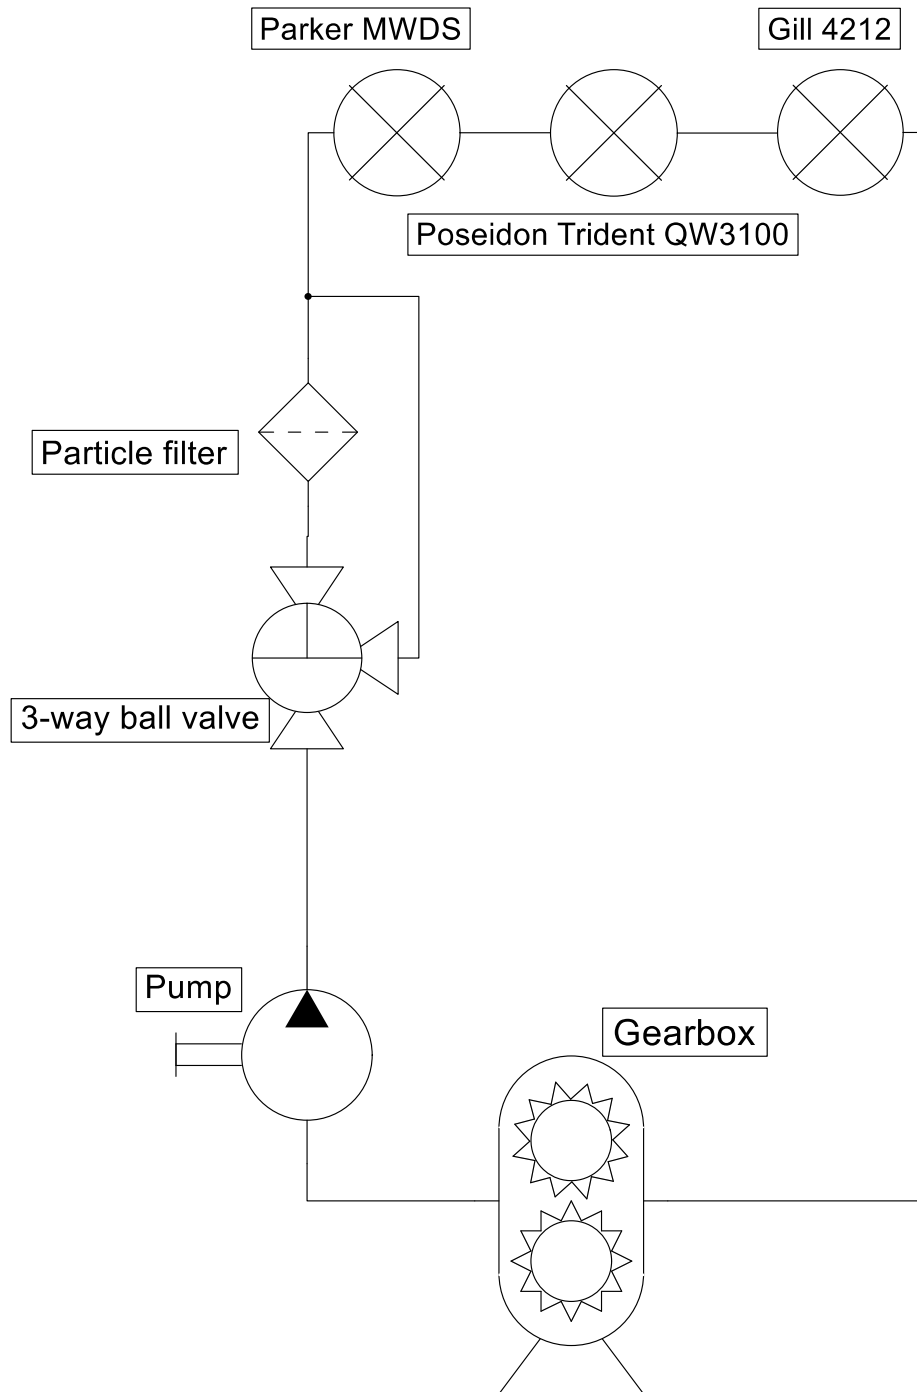 Parker MWDS
Gill 4212
Poseidon Trident QW3100
Particle filter
3-way ball valve
Pump
Gearbox